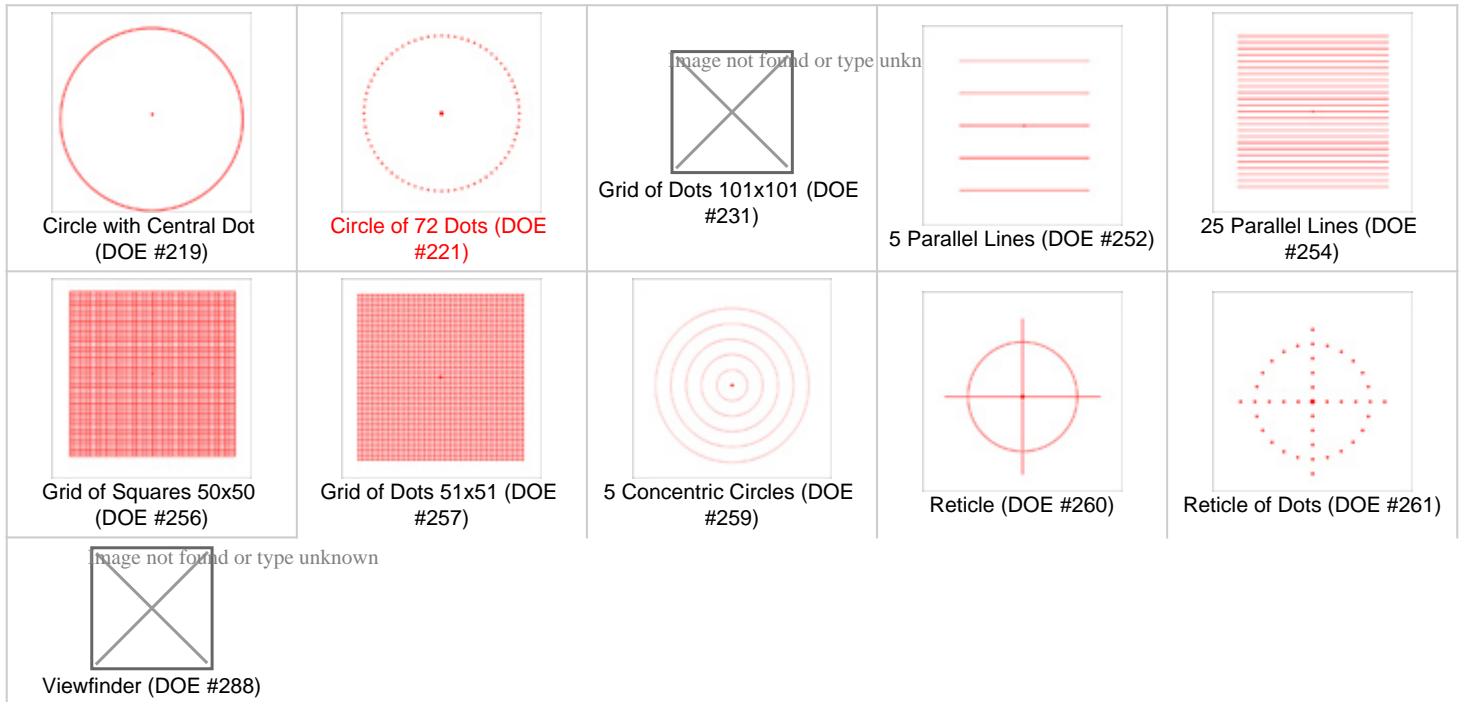 Circle with Central Dot
(DOE #219)
Circle of 72 Dots (DOE
#221)
Image not found or type unkn
Grid of Dots 101x101 (DOE
#231)
5 Parallel Lines (DOE #252)
25 Parallel Lines (DOE
#254)
Grid of Squares 50x50
(DOE #256)
Grid of Dots 51x51 (DOE
#257)
5 Concentric Circles (DOE
#259)
Reticle (DOE #260)
Reticle of Dots (DOE #261)
Image not found or type unknown
Viewfinder (DOE #288)